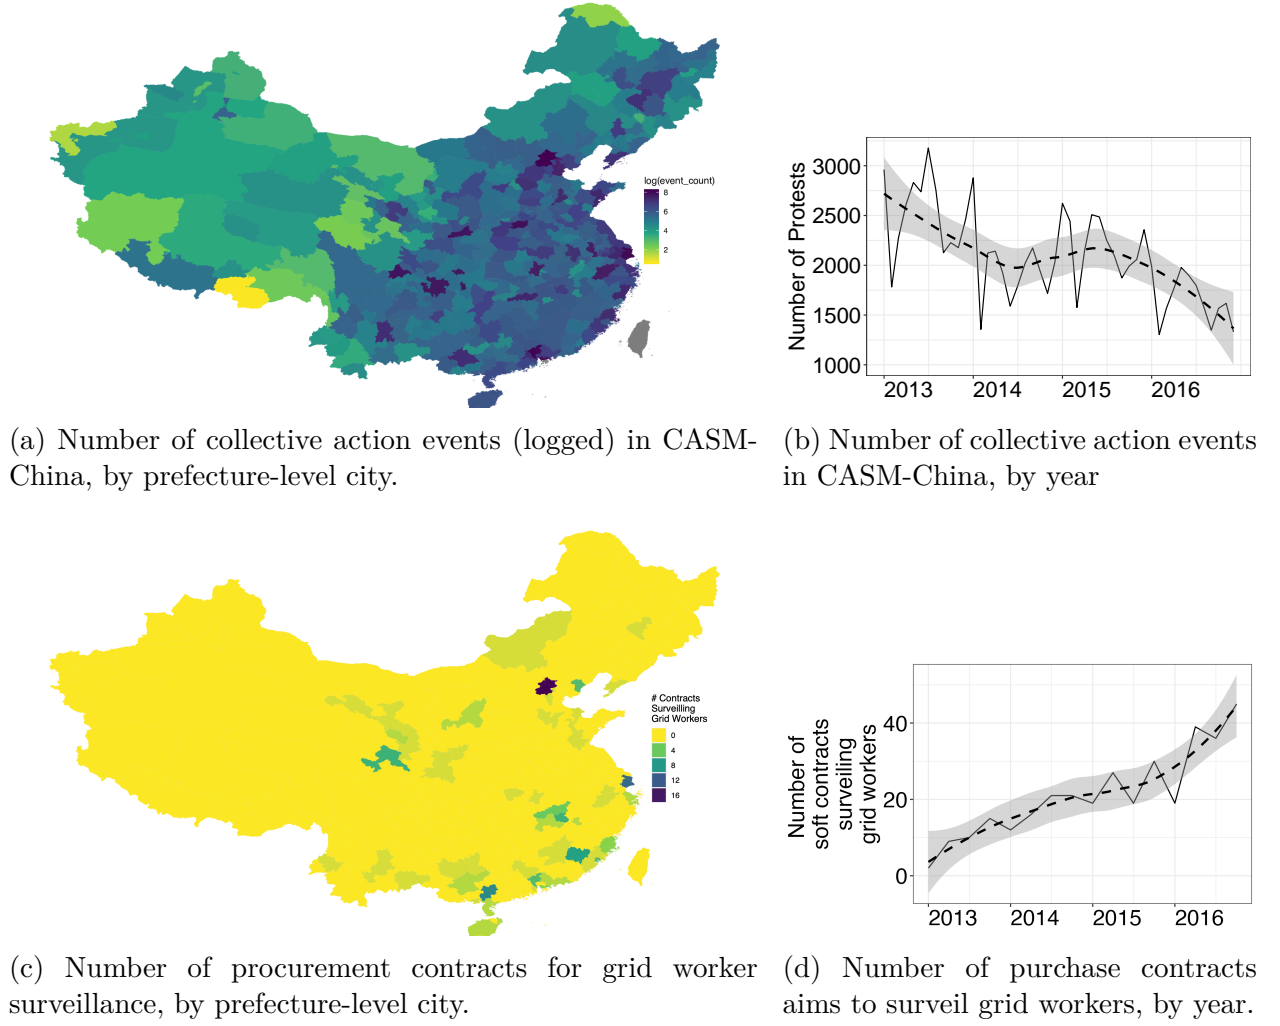 log(event_count)
8
6
4
2
Number of Protests
3000
2500
2000
1500
1000
2013
2014
2015
2016
(a) Number of collective action events (logged) in CASM-
China, by prefecture-level city.
(b) Number of collective action events
in CASM-China, by year
# Contracts
Surveilling
Grid Workers
0
4
8
12
16
Number of
soft contracts
surveiling
grid workers
40
20
0
2013
2014
2015
2016
(c) Number of procurement contracts for grid worker
surveillance, by prefecture-level city.
(d) Number of purchase contracts
aims to surveil grid workers, by year.